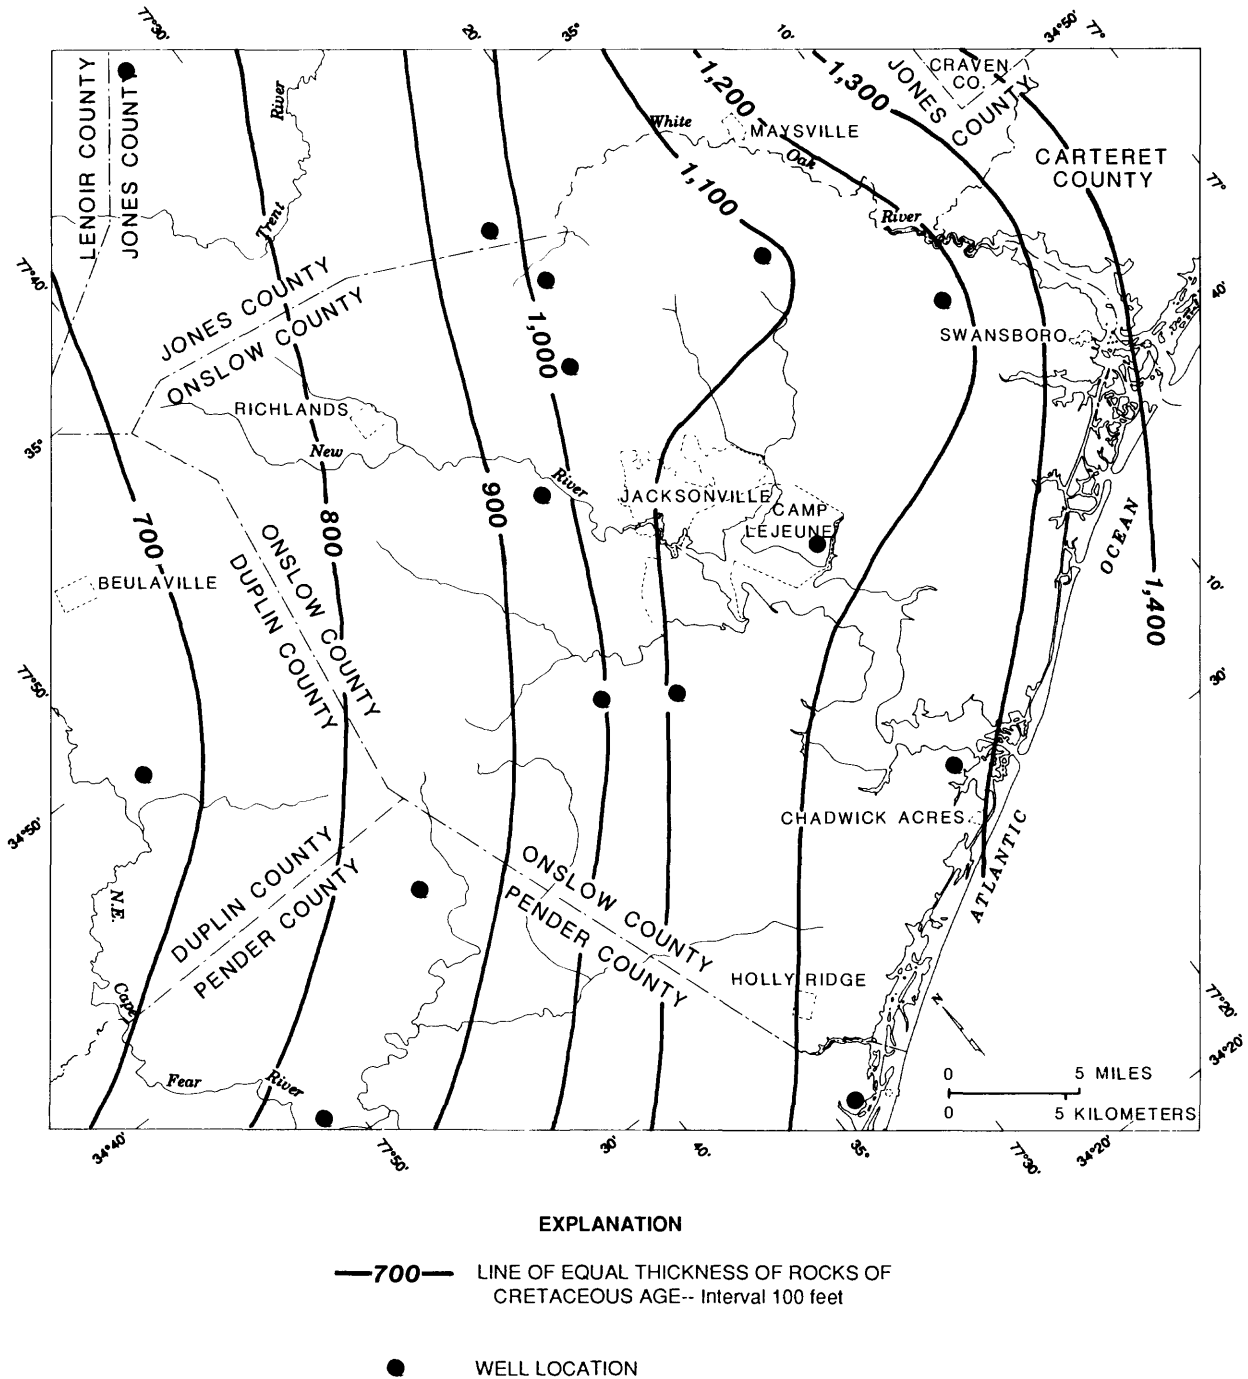 77°30'
20'
35°
10'
34°50'
77°
LENOIR COUNTY
JONES COUNTY
River
Trent
1,200
1,300
JONES
COUNTY
CRAVEN
CO.
White
MAYSVILLE
Oak
River
1,100
CARTERET
COUNTY
77°
77°40'
40'
JONES COUNTY
ONSLOW COUNTY
1,000
SWANSBORO
RICHLANDS
New
River
35°
700
800
900
JACKSONVILLE
CAMP
LEJEUNE
OCEAN
BEULAVILLE
ONSLOW COUNTY
DUPLIN COUNTY
1,400
10'
77°50'
30'
34°50'
CHADWICK ACRES
ATLANTIC
DUPLIN COUNTY
PENDER COUNTY
ONSLOW COUNTY
PENDER COUNTY
N.E.
Cape
Fear
River
HOLLY RIDGE
N
77°20'
34°20'
0 5 MILES
0 5 KILOMETERS
34°40'
77°50'
30'
40'
35°
77°30'
34°20'
EXPLANATION
700 LINE OF EQUAL THICKNESS OF ROCKS OF
CRETACEOUS AGE-- Interval 100 feet
WELL LOCATION